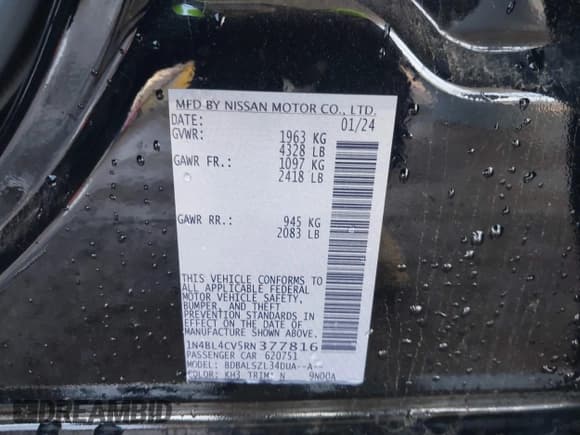 MFD BY NISSAN MOTOR CO., LTD.
DATE: 01/24
GVWR: 1963 KG
4328 LB
GAWR FR.: 1097 KG
2418 LB
GAWR RR.: 945 KG
2083 LB
THIS VEHICLE CONFORMS TO
ALL APPLICABLE FEDERAL
MOTOR VEHICLE SAFETY,
BUMPER, AND THEFT
PREVENTION STANDARDS IN
EFFECT ON THE DATE OF
MANUFACTURE SHOWN ABOVE.
1N4BL4CV5RN377816
PASSENGER CAR 620751
MODEL: BDBALSZL34DUA--A--
COLOR: KH3 TRIM: N 9N00A
DREAMBID